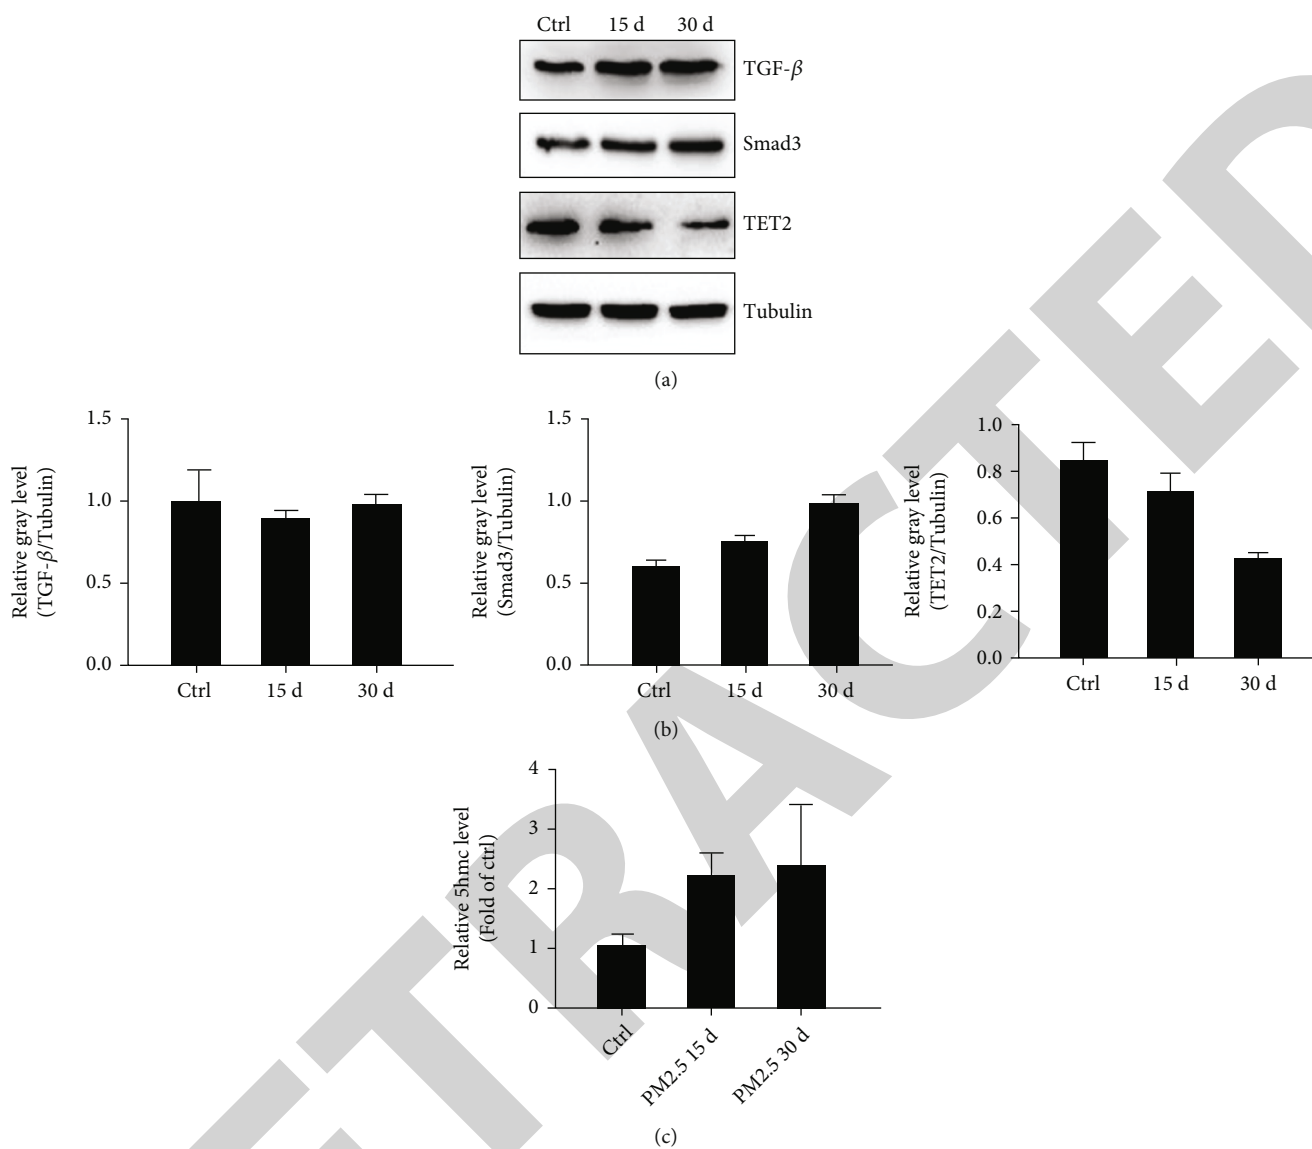 Ctrl 15 d 30 d
TGF-β
Smad3
TET2
Tubulin
(a)
Relative gray level
(TGF-β/Tubulin)
1.5
1.0
0.5
0.0
Ctrl 15 d 30 d
Relative gray level
(Smad3/Tubulin)
1.5
1.0
0.5
0.0
Ctrl 15 d 30 d
Relative gray level
(TET2/Tubulin)
1.0
0.8
0.6
0.4
0.2
0.0
Ctrl 15 d 30 d
(b)
Relative 5hmc level
(Fold of ctrl)
4
3
2
1
0
Ctrl
PM2.5 15 d
PM2.5 30 d
(c)
ETRACTED